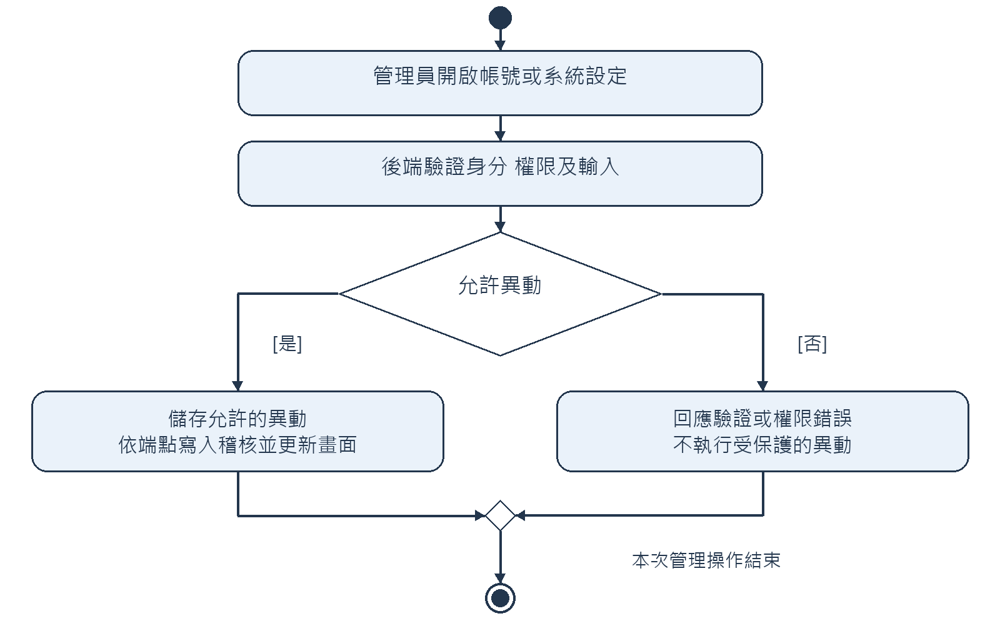 管理員開啟帳號或系統設定
後端驗證身分 權限及輸入
允許異動
[是]
[否]
儲存允許的異動
依端點寫入稽核並更新畫面
回應驗證或權限錯誤
不執行受保護的異動
本次管理操作結束